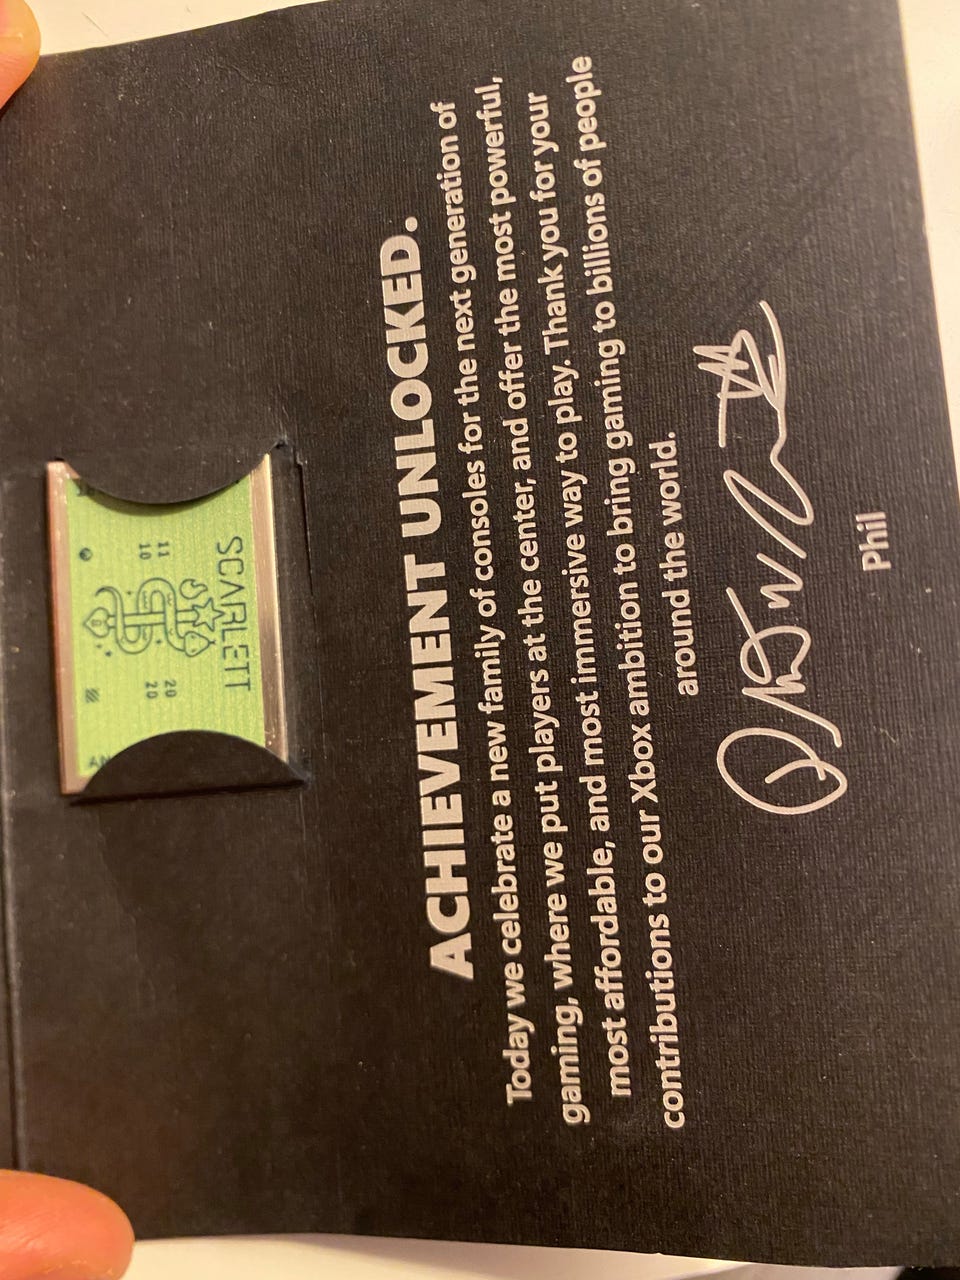 ACHIEVEMENT UNLOCKED.
Today we celebrate a new family of consoles for the next generation of
gaming, where we put players at the center, and offer the most powerful,
most affordable, and most immersive way to play. Thank you for your
contributions to our Xbox ambition to bring gaming to billions of people
around the world.
Phil
SCARLETT
11 20
10 20